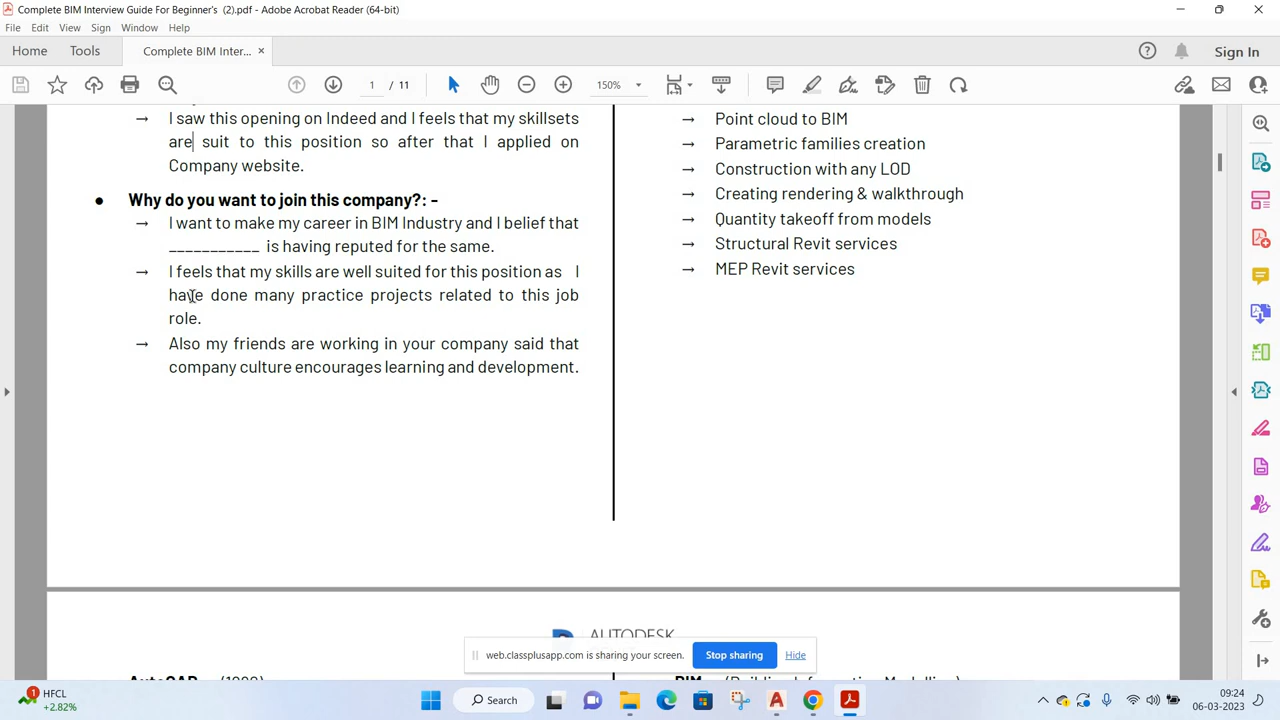 Complete BIM Interview Guide For Beginner's (2).pdf - Adobe Acrobat Reader (64-bit)
File Edit View Sign Window Help
Home Tools Complete BIM Inter... × Sign In
1 / 11 150%
→ I saw this opening on Indeed and I feels that my skillsets
are suit to this position so after that I applied on
Company website.
● Why do you want to join this company?: -
→ I want to make my career in BIM Industry and I belief that
___________ is having reputed for the same.
→ I feels that my skills are well suited for this position as I
have done many practice projects related to this job
role.
→ Also my friends are working in your company said that
company culture encourages learning and development.
→ Point cloud to BIM
→ Parametric families creation
→ Construction with any LOD
→ Creating rendering & walkthrough
→ Quantity takeoff from models
→ Structural Revit services
→ MEP Revit services
AUTODESK
web.classplusapp.com is sharing your screen. Stop sharing Hide
HFCL
+2.82%
1
Search
09:24
06-03-2023